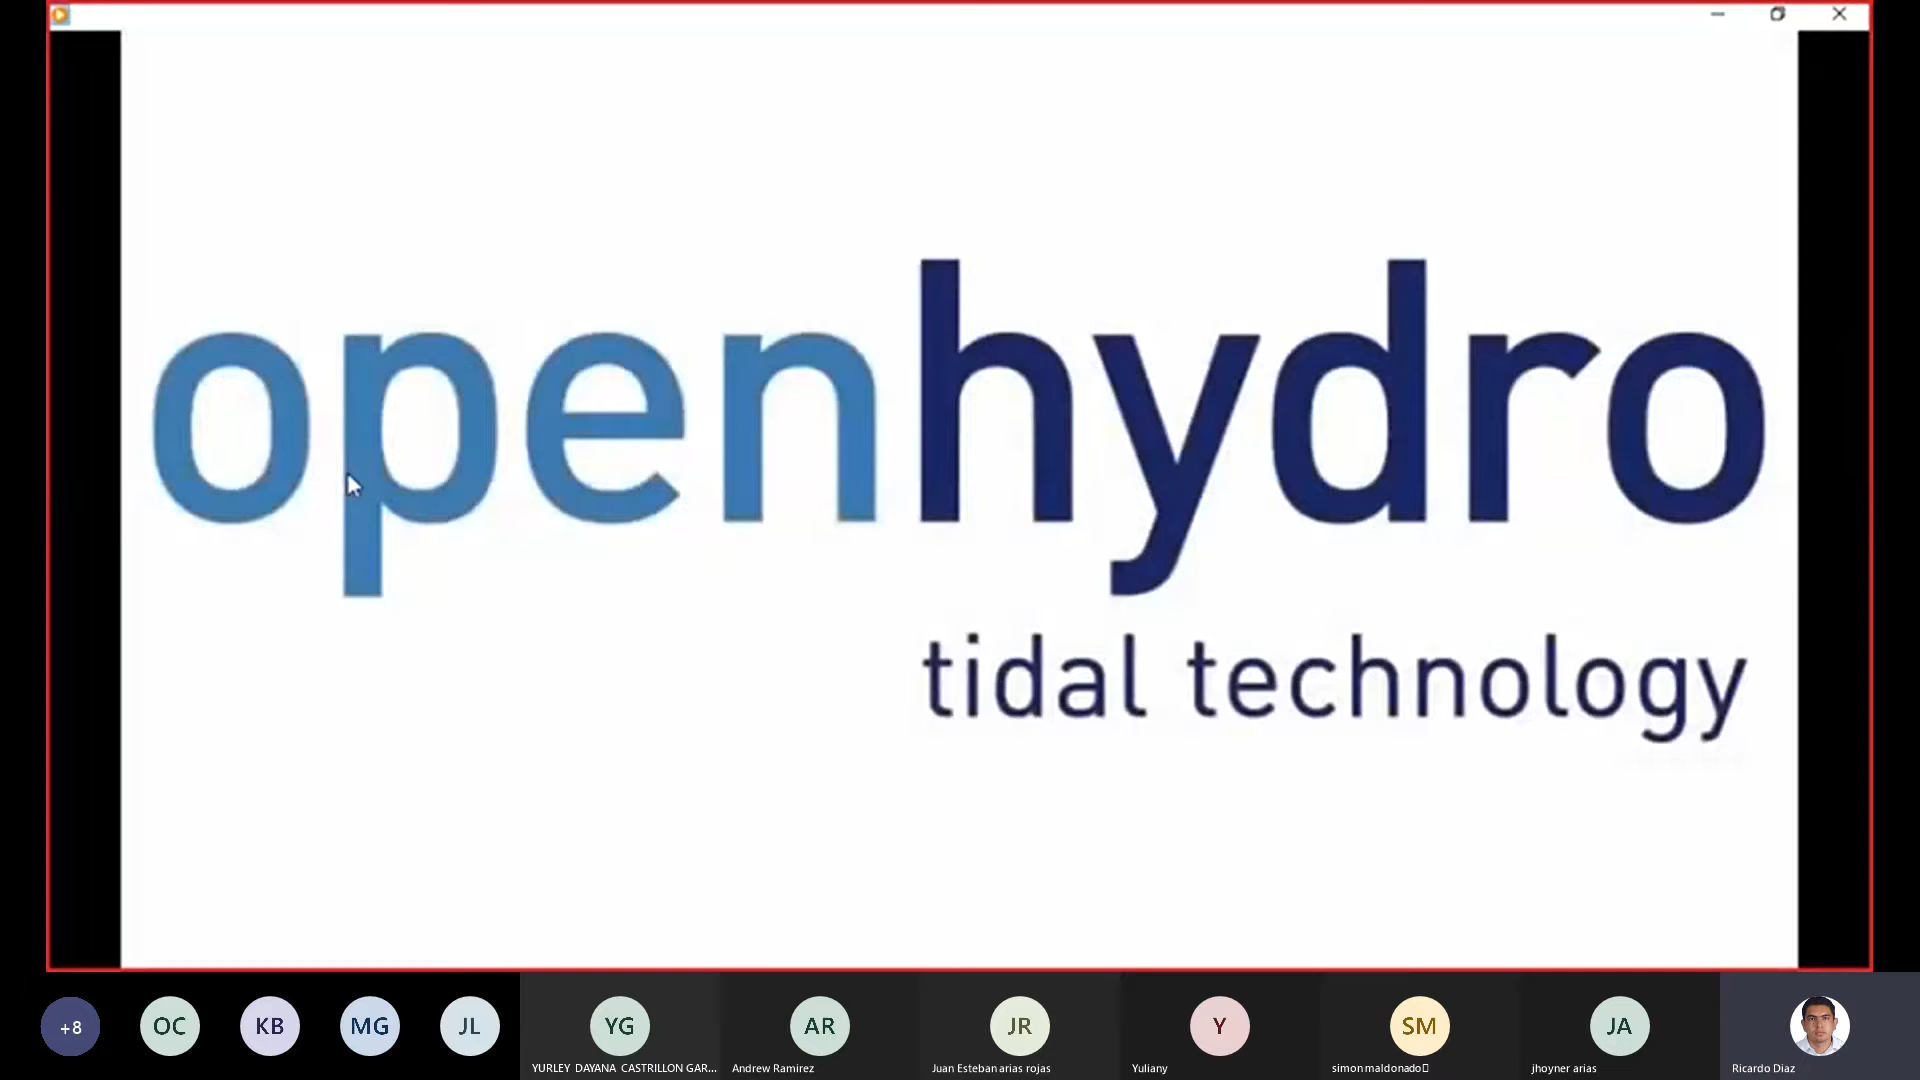 openhydro
tidal technology
+8
OC
KB
MG
JL
YG
AR
JR
Y
SM
JA
YURLEY DAYANA CASTRILLON GAR...
Andrew Ramirez
Juan Esteban arias rojas
Yuliany
simon maldonado
jhoyner arias
Ricardo Diaz